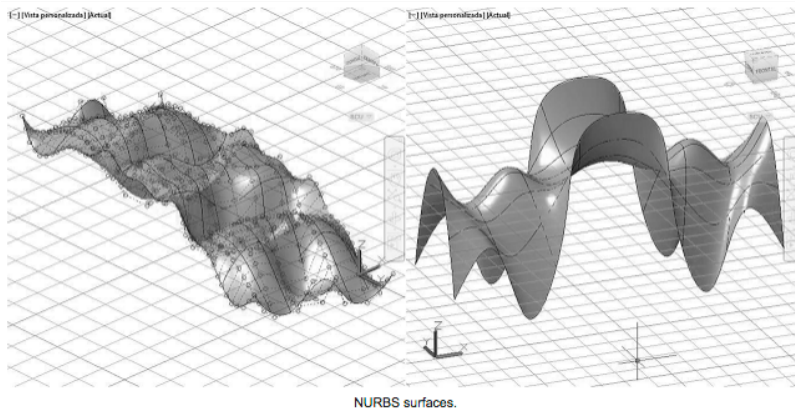 [−] [Vista personalizada] [Actual]
[−] [Vista personalizada] [Actual]
Z
Z
X
NURBS surfaces.